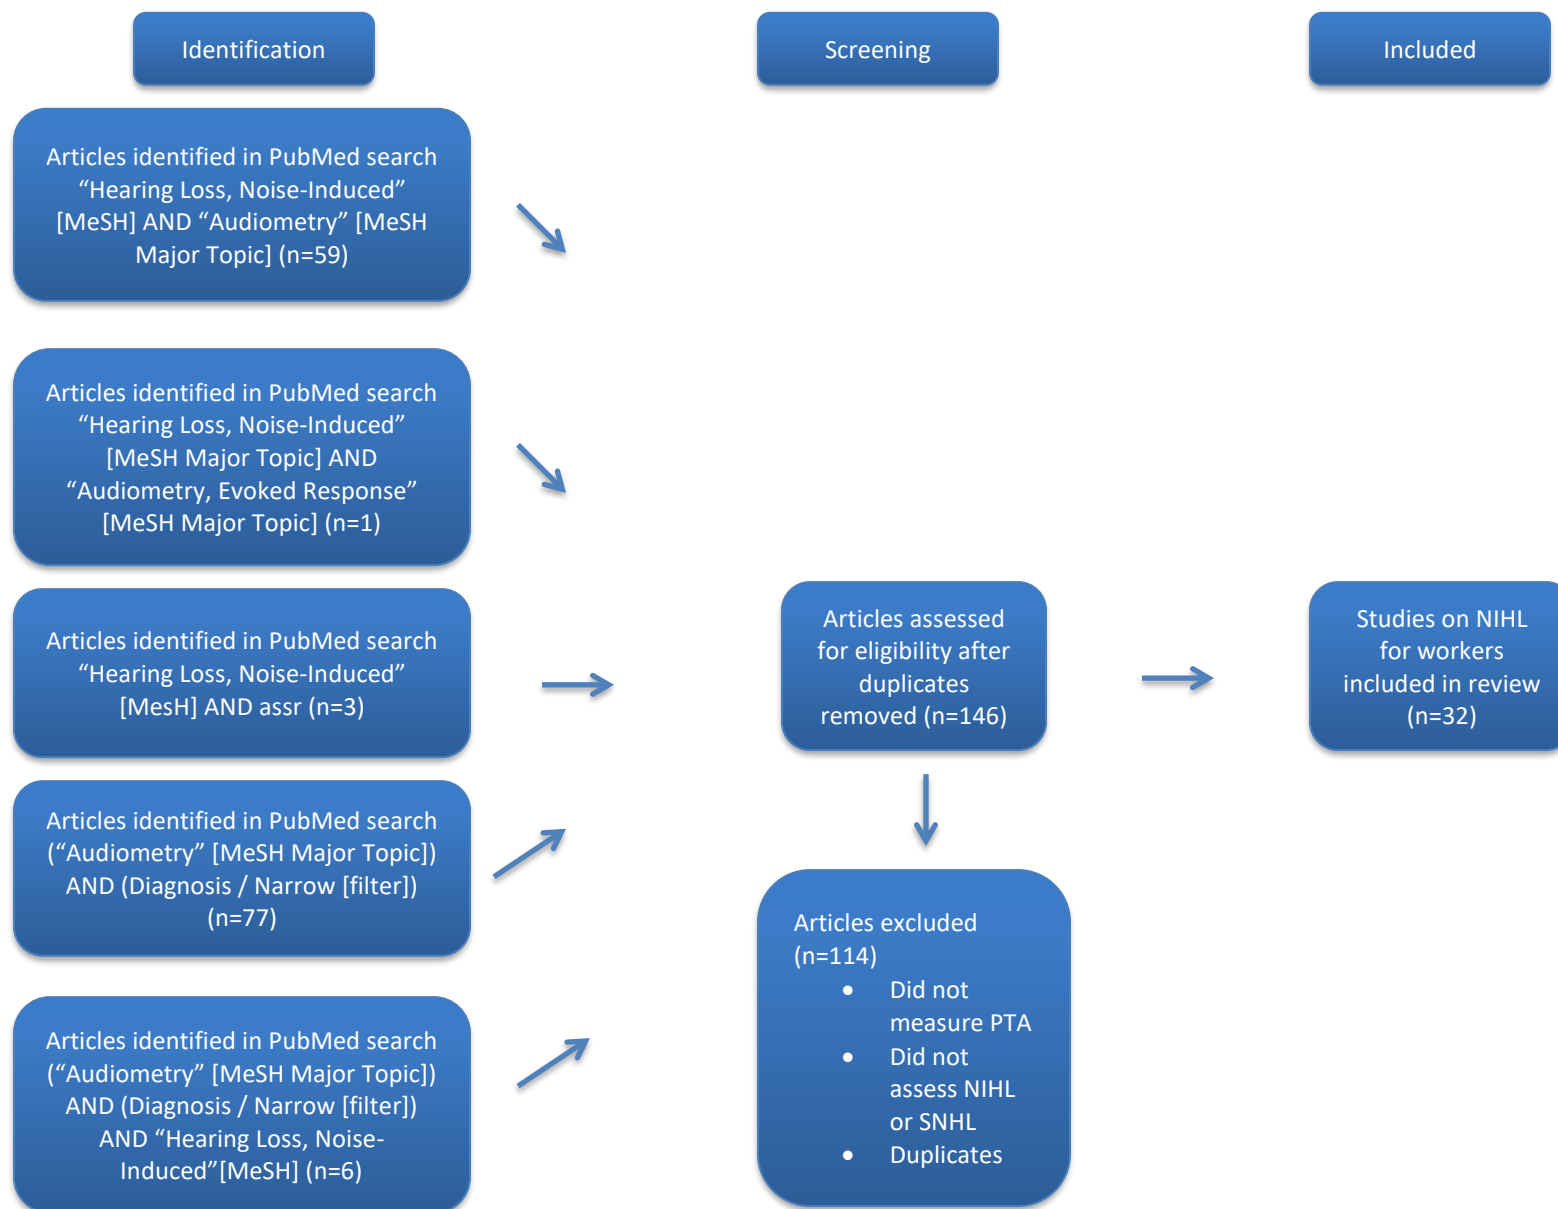 Identification
Screening
Included
Articles identified in PubMed search
“Hearing Loss, Noise-Induced”
[MeSH] AND “Audiometry” [MeSH
Major Topic] (n=59)
Articles identified in PubMed search
“Hearing Loss, Noise-Induced”
[MeSH Major Topic] AND
“Audiometry, Evoked Response”
[MeSH Major Topic] (n=1)
Articles identified in PubMed search
“Hearing Loss, Noise-Induced”
[MesH] AND assr (n=3)
Articles identified in PubMed search
(“Audiometry” [MeSH Major Topic])
AND (Diagnosis / Narrow [filter])
(n=77)
Articles identified in PubMed search
(“Audiometry” [MeSH Major Topic])
AND (Diagnosis / Narrow [filter])
AND “Hearing Loss, Noise-
Induced”[MeSH] (n=6)
Articles assessed
for eligibility after
duplicates
removed (n=146)
Articles excluded
(n=114)
• Did not
measure PTA
• Did not
assess NIHL
or SNHL
• Duplicates
Studies on NIHL
for workers
included in review
(n=32)